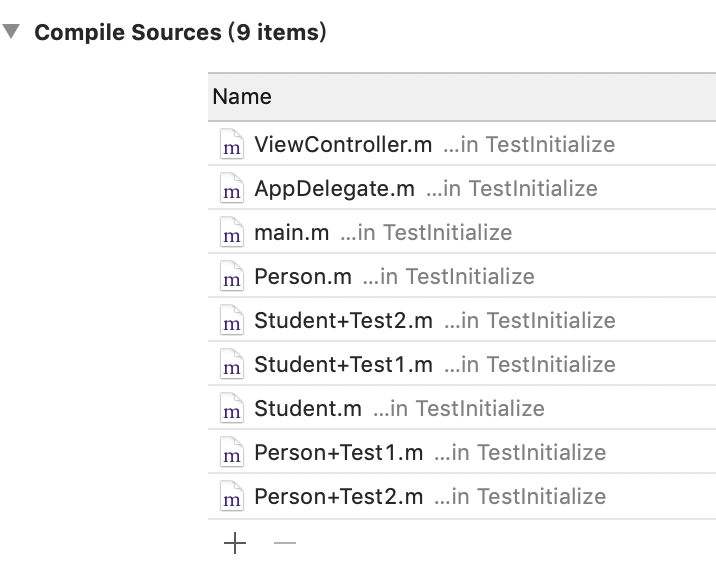 Compile Sources (9 items)
Name
m ViewController.m ...in TestInitialize
m AppDelegate.m ...in TestInitialize
m main.m ...in TestInitialize
m Person.m ...in TestInitialize
m Student+Test2.m ...in TestInitialize
m Student+Test1.m ...in TestInitialize
m Student.m ...in TestInitialize
m Person+Test1.m ...in TestInitialize
m Person+Test2.m ...in TestInitialize